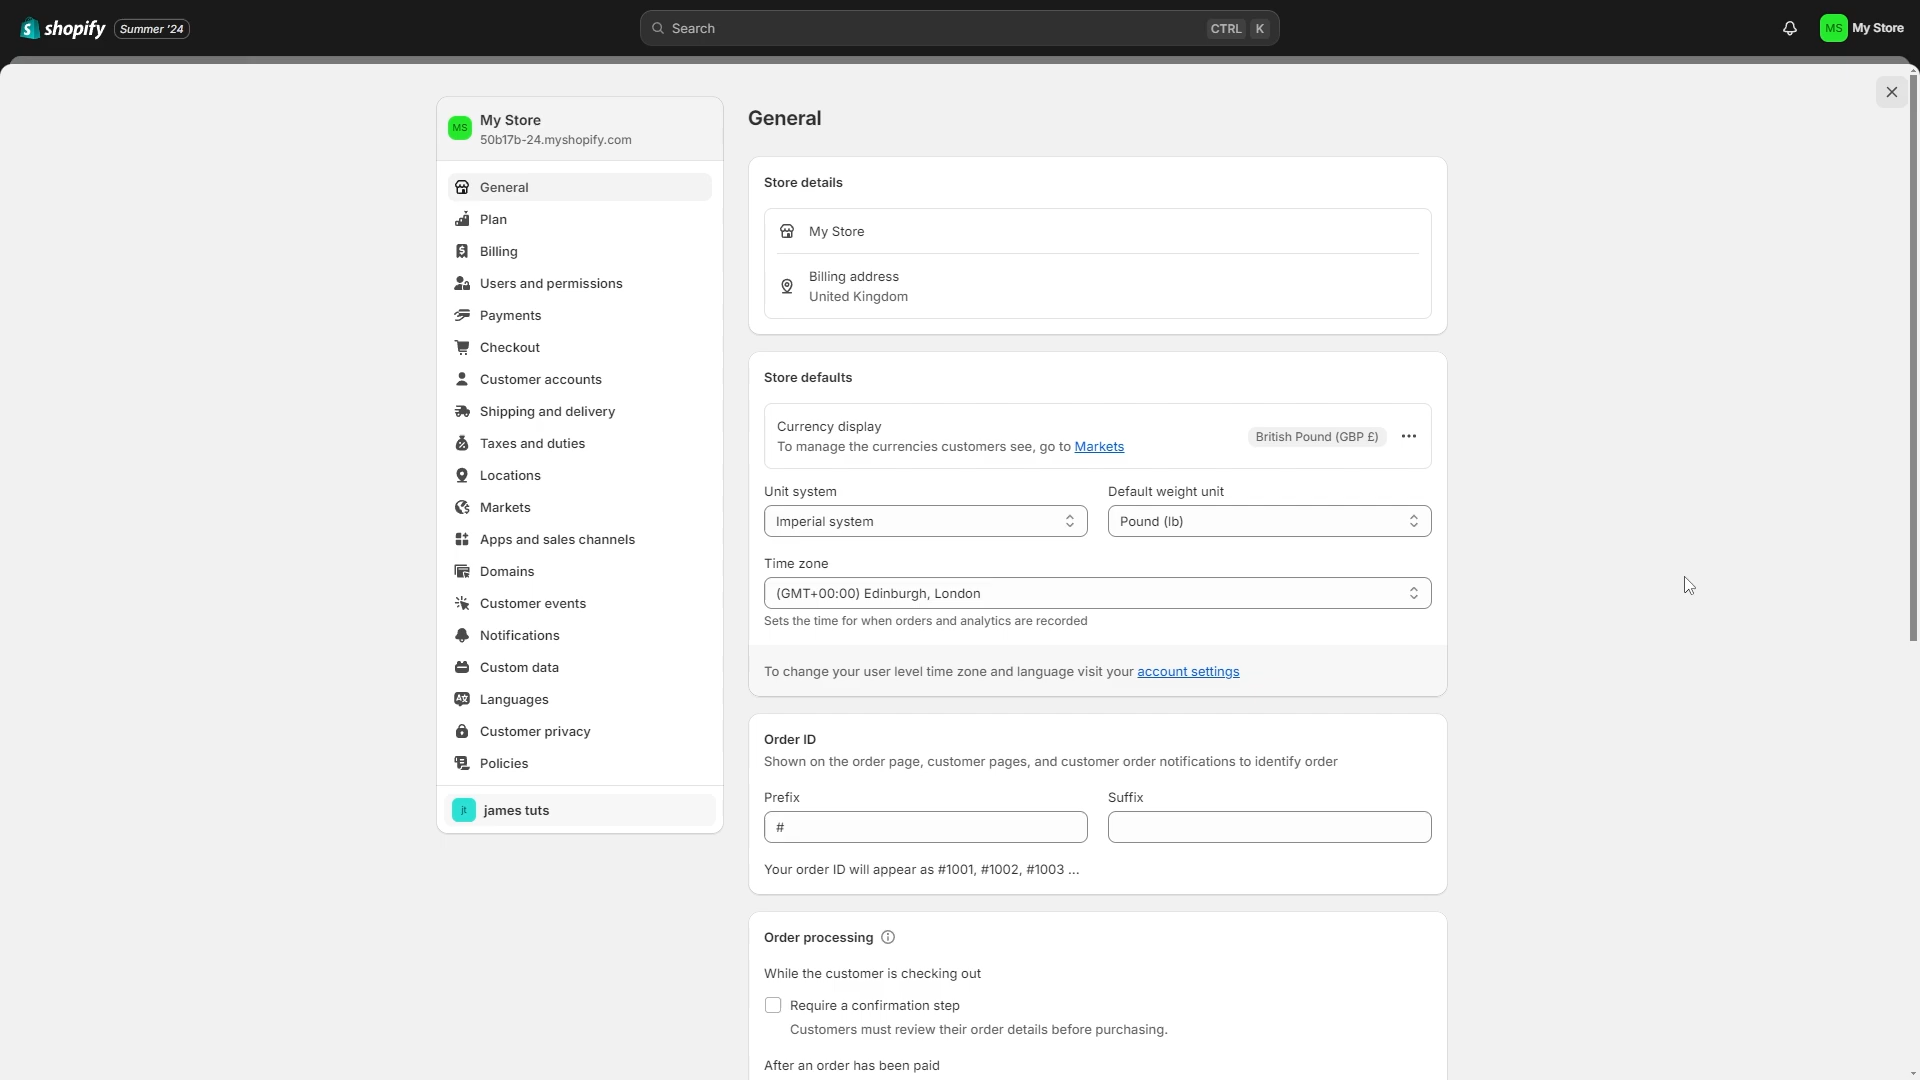 shopify Summer '24
Search CTRL K
MS My Store
MS My Store
50b17b-24.myshopify.com
General
Plan
Billing
Users and permissions
Payments
Checkout
Customer accounts
Shipping and delivery
Taxes and duties
Locations
Markets
Apps and sales channels
Domains
Customer events
Notifications
Custom data
Languages
Customer privacy
Policies
jt james tuts
General
Store details
My Store
Billing address
United Kingdom
Store defaults
Currency display
To manage the currencies customers see, go to Markets
British Pound (GBP £)
Unit system
Imperial system
Default weight unit
Pound (lb)
Time zone
(GMT+00:00) Edinburgh, London
Sets the time for when orders and analytics are recorded
To change your user level time zone and language visit your account settings
Order ID
Shown on the order page, customer pages, and customer order notifications to identify order
Prefix
#
Suffix
Your order ID will appear as #1001, #1002, #1003 ...
Order processing
While the customer is checking out
Require a confirmation step
Customers must review their order details before purchasing.
After an order has been paid